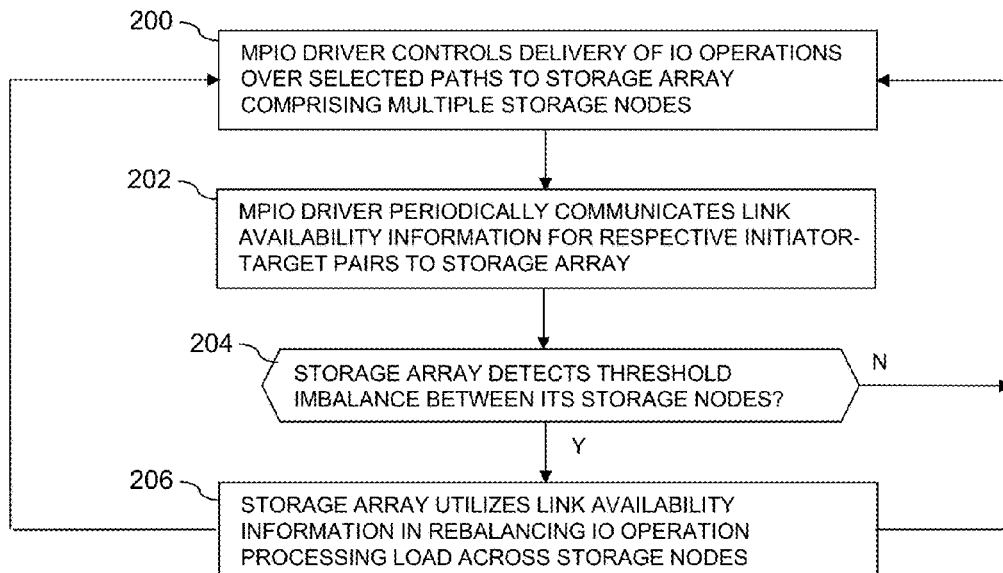 200
MPIO DRIVER CONTROLS DELIVERY OF IO OPERATIONS
OVER SELECTED PATHS TO STORAGE ARRAY
COMPRISING MULTIPLE STORAGE NODES
202
MPIO DRIVER PERIODICALLY COMMUNICATES LINK
AVAILABILITY INFORMATION FOR RESPECTIVE INITIATOR-
TARGET PAIRS TO STORAGE ARRAY
204
STORAGE ARRAY DETECTS THRESHOLD
IMBALANCE BETWEEN ITS STORAGE NODES?
N
Y
206
STORAGE ARRAY UTILIZES LINK AVAILABILITY
INFORMATION IN REBALANCING IO OPERATION
PROCESSING LOAD ACROSS STORAGE NODES